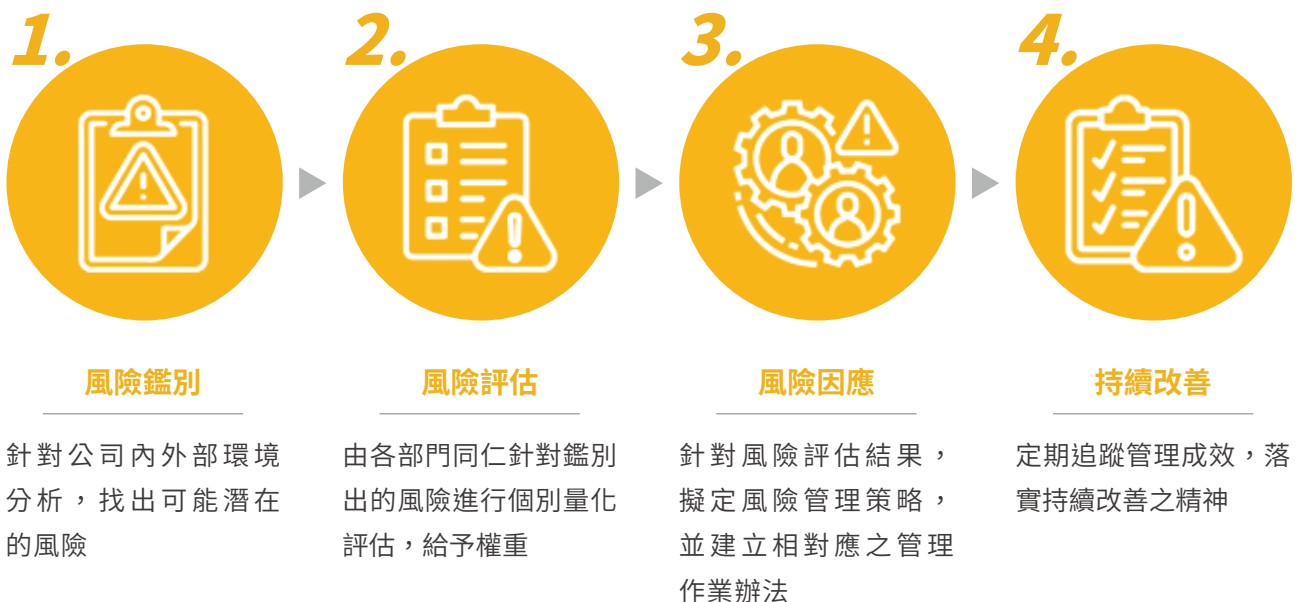 1.
風險鑑別
針對公司內外部環境
分析，找出可能潛在
的風險
2.
風險評估
由各部門同仁針對鑑別
出的風險進行個別量化
評估，給予權重
3.
風險因應
針對風險評估結果，
擬定風險管理策略，
並建立相對應之管理
作業辦法
4.
持續改善
定期追蹤管理成效，落
實持續改善之精神